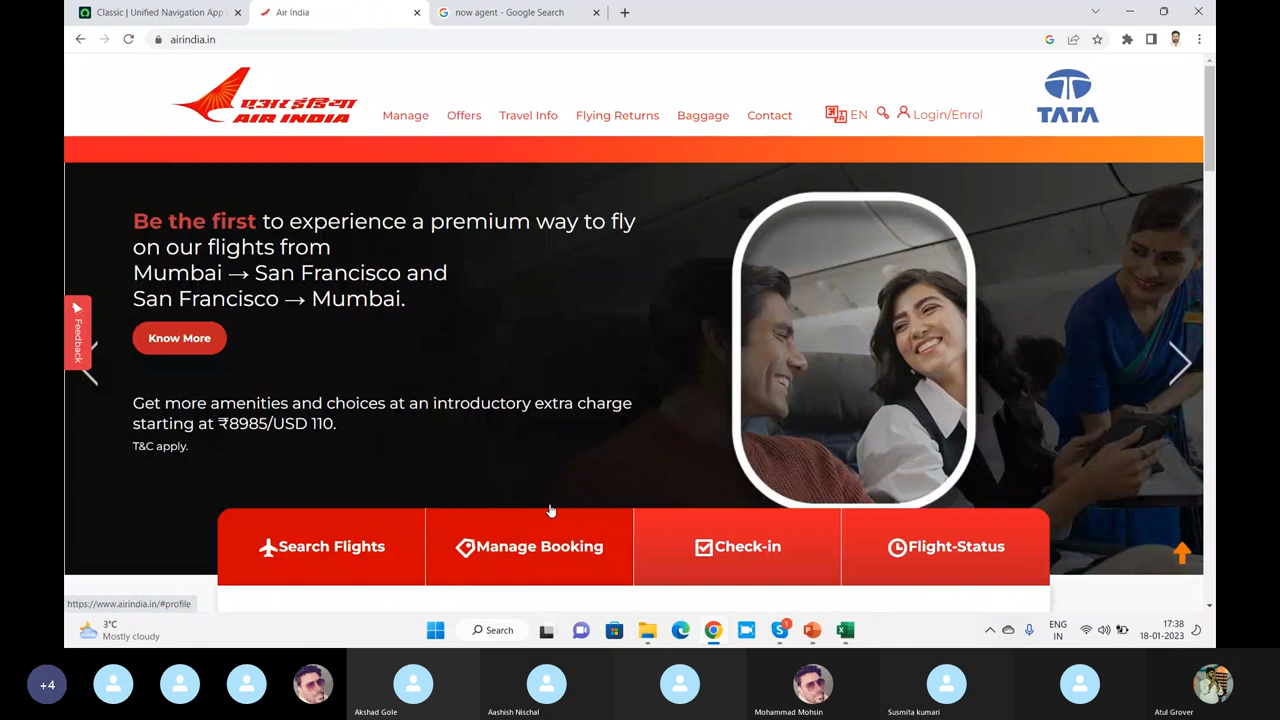 Classic | Unified Navigation App
Air India
now agent - Google Search
airindia.in
एअर इंडिया
AIR INDIA
Manage
Offers
Travel Info
Flying Returns
Baggage
Contact
EN
Login/Enrol
TATA
Be the first to experience a premium way to fly
on our flights from
Mumbai → San Francisco and
San Francisco → Mumbai.
Know More
Feedback
Get more amenities and choices at an introductory extra charge
starting at ₹8985/USD 110.
T&C apply.
Search Flights
Manage Booking
Check-in
Flight-Status
https://www.airindia.in/#profile
3°C
Mostly cloudy
Search
1
ENG
IN
17:38
18-01-2023
+4
Akshad Gole
Aashish Nischal
Mohammad Mohsin
Susmita kumari
Atul Grover